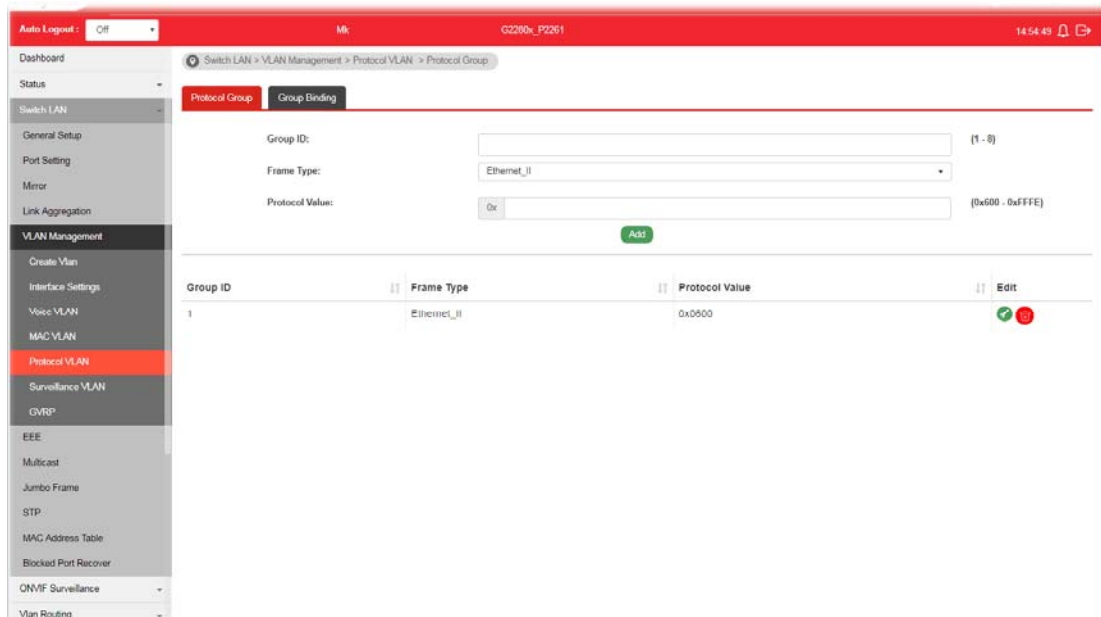 Auto Logout : Off Mk G2280x_P2261 14:54:49
Dashboard
Switch LAN > VLAN Management > Protocol VLAN > Protocol Group
Status
Protocol Group Group Binding
Switch LAN
General Setup
Group ID: (1 - 8)
Port Setting
Frame Type: Ethernet_II
Mirror
Link Aggregation
Protocol Value: 0x (0x600 - 0xFFFE)
VLAN Management
Add
Create Vlan
Interface Settings
Group ID Frame Type Protocol Value Edit
Voice VLAN
1 Ethernet_II 0x0600
MAC VLAN
Protocol VLAN
Surveillance VLAN
GVRP
EEE
Multicast
Jumbo Frame
STP
MAC Address Table
Blocked Port Recover
ONVIF Surveillance
Vlan Routing